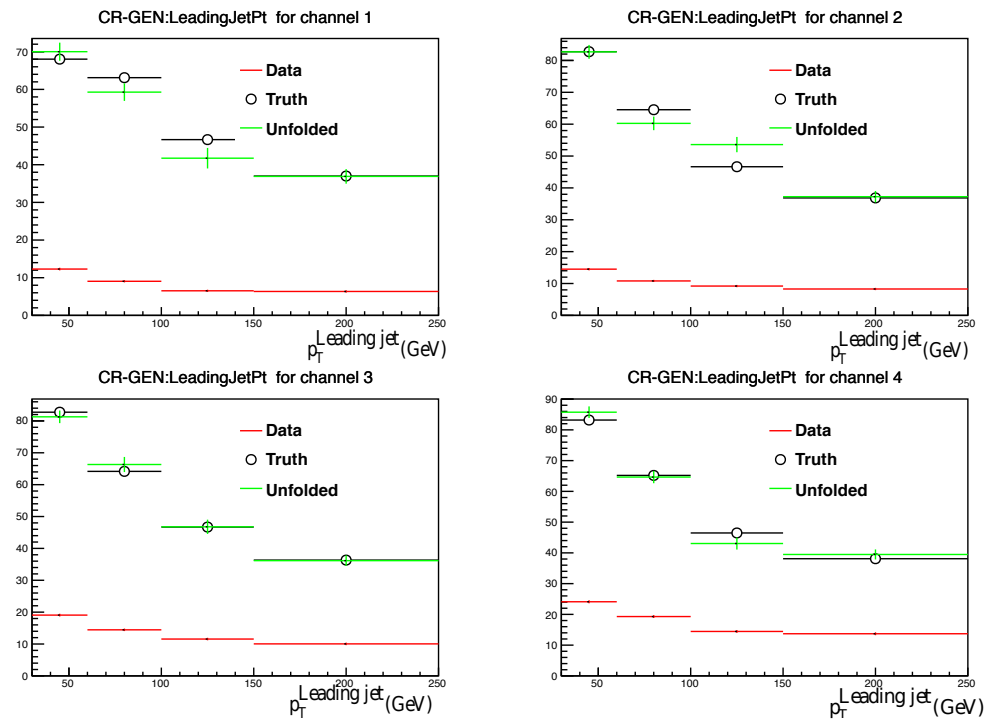 CR-GEN:LeadingJetPt for channel 1
70
60
50
40
30
20
10
0
Data
Truth
Unfolded
50 100 150 200 250
p_T^Leading jet (GeV)
CR-GEN:LeadingJetPt for channel 2
80
70
60
50
40
30
20
10
0
Data
Truth
Unfolded
50 100 150 200 250
p_T^Leading jet (GeV)
CR-GEN:LeadingJetPt for channel 3
80
70
60
50
40
30
20
10
0
Data
Truth
Unfolded
50 100 150 200 250
p_T^Leading jet (GeV)
CR-GEN:LeadingJetPt for channel 4
90
80
70
60
50
40
30
20
10
0
Data
Truth
Unfolded
50 100 150 200 250
p_T^Leading jet (GeV)